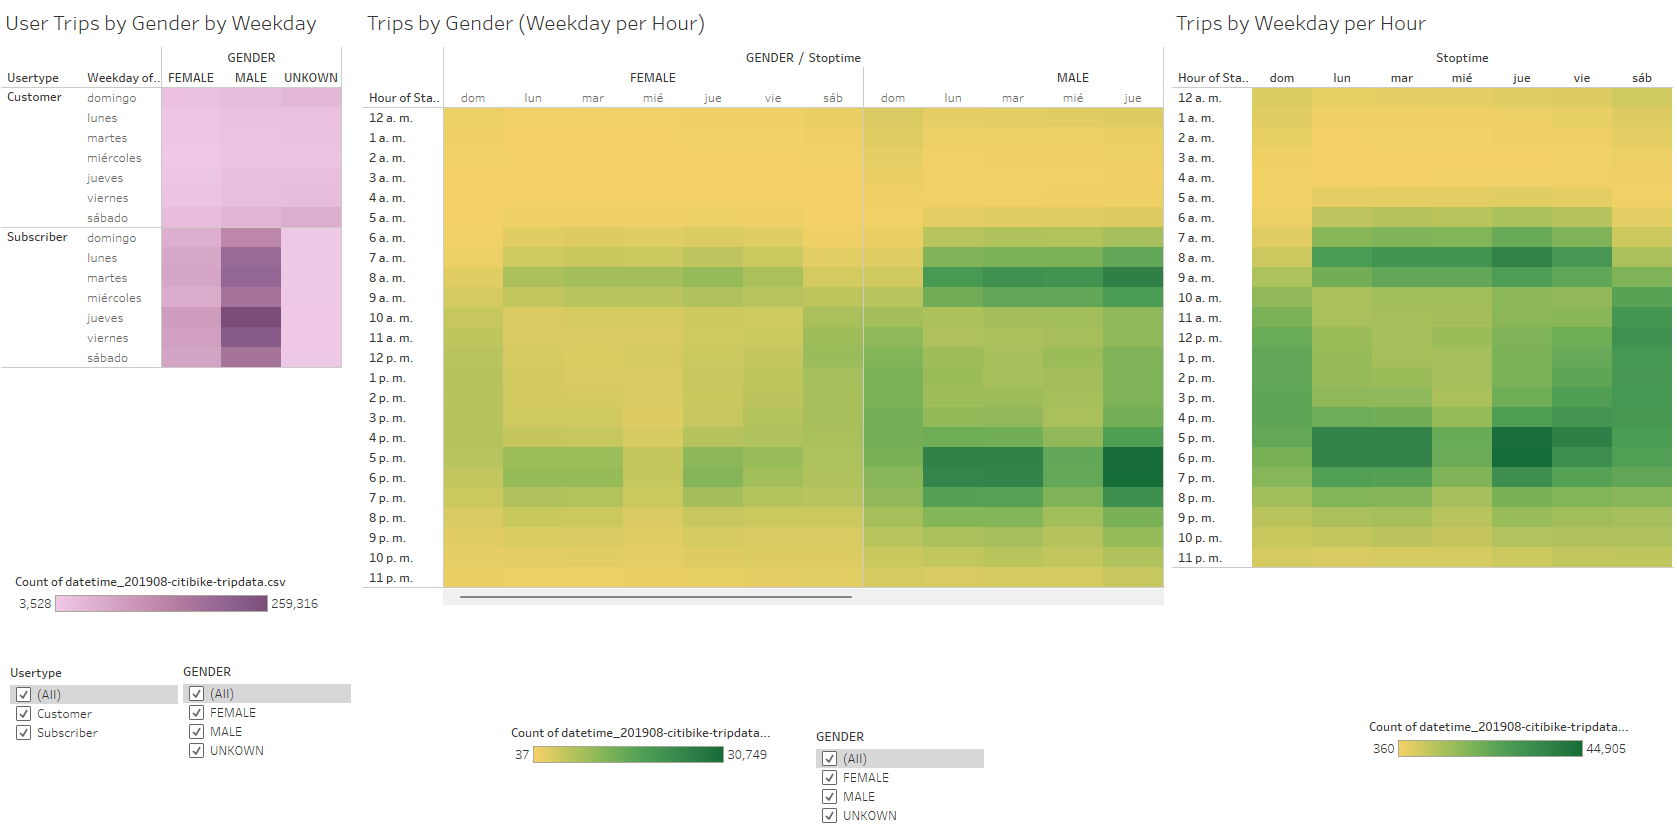 User Trips by Gender by Weekday
GENDER
Usertype Weekday of.. FEMALE MALE UNKOWN
Customer domingo
lunes
martes
miércoles
jueves
viernes
sábado
Subscriber domingo
lunes
martes
miércoles
jueves
viernes
sábado
Count of datetime_201908-citibike-tripdata.csv
3,528 259,316
Usertype
(All)
Customer
Subscriber
GENDER
(All)
FEMALE
MALE
UNKOWN
Trips by Gender (Weekday per Hour)
GENDER / Stoptime
FEMALE MALE
Hour of Sta.. dom lun mar mié jue vie sáb dom lun mar mié jue
12 a. m.
1 a. m.
2 a. m.
3 a. m.
4 a. m.
5 a. m.
6 a. m.
7 a. m.
8 a. m.
9 a. m.
10 a. m.
11 a. m.
12 p. m.
1 p. m.
2 p. m.
3 p. m.
4 p. m.
5 p. m.
6 p. m.
7 p. m.
8 p. m.
9 p. m.
10 p. m.
11 p. m.
Count of datetime_201908-citibike-tripdata...
37 30,749
GENDER
(All)
FEMALE
MALE
UNKOWN
Trips by Weekday per Hour
Stoptime
Hour of Sta.. dom lun mar mié jue vie sáb
12 a. m.
1 a. m.
2 a. m.
3 a. m.
4 a. m.
5 a. m.
6 a. m.
7 a. m.
8 a. m.
9 a. m.
10 a. m.
11 a. m.
12 p. m.
1 p. m.
2 p. m.
3 p. m.
4 p. m.
5 p. m.
6 p. m.
7 p. m.
8 p. m.
9 p. m.
10 p. m.
11 p. m.
Count of datetime_201908-citibike-tripdata...
360 44,905